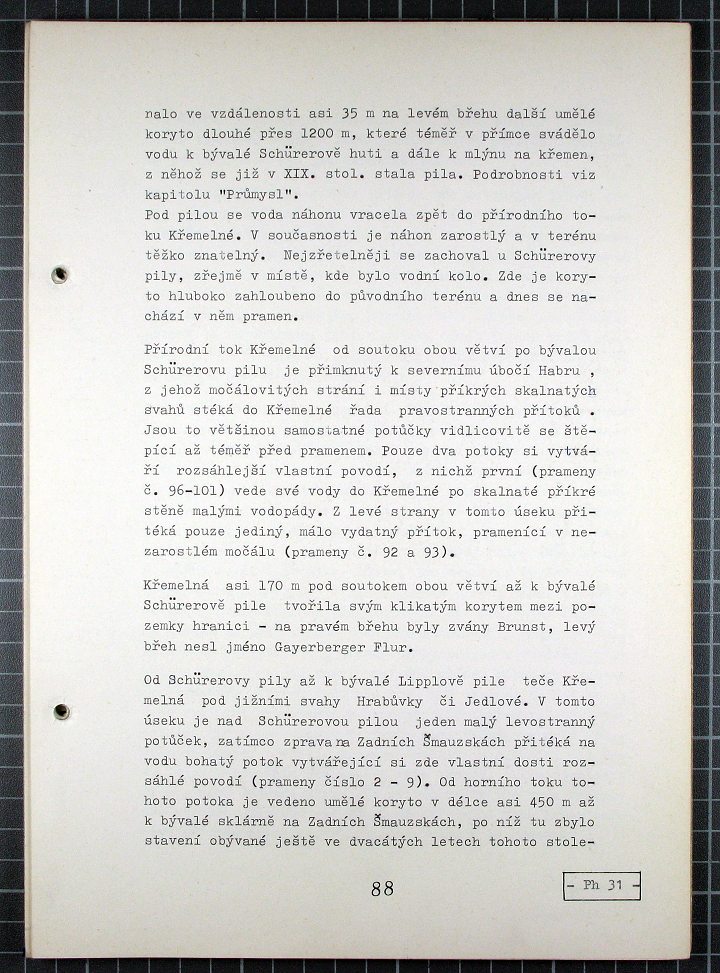 nalo ve vzdálenosti asi 35 m na levém břehu další umělé
koryto dlouhé přes 1200 m, které téměř v přímce svádělo
vodu k bývalé Schürerově huti a dále k mlýnu na křemen,
z něhož se již v XIX. stol. stala pila. Podrobnosti viz
kapitolu "Průmysl".
Pod pilou se voda náhonu vracela zpět do přírodního to-
ku Křemelné. V současnosti je náhon zarostlý a v terénu
těžko znatelný. Nejzřetelněji se zachoval u Schürerovy
pily, zřejmě v místě, kde bylo vodní kolo. Zde je kory-
to hluboko zahloubeno do původního terénu a dnes se na-
chází v něm pramen.
Přírodní tok Křemelné od soutoku obou větví po bývalou
Schürerovu pilu je přimknutý k severnímu úbočí Habru ,
z jehož močálovitých strání i místy příkrých skalnatých
svahů stéká do Křemelné řada pravostranných přítoků .
Jsou to většinou samostatné potůčky vidlicovitě se ště-
pící až téměř před pramenem. Pouze dva potoky si vytvá-
ří rozsáhlejší vlastní povodí, z nichž první (prameny
č. 96-101) vede své vody do Křemelné po skalnaté příkré
stěně malými vodopády. Z levé strany v tomto úseku při-
téká pouze jediný, málo vydatný přítok, pramenící v ne-
zarostlém močálu (prameny č. 92 a 93).
Křemelná asi 170 m pod soutokem obou větví až k bývalé
Schürerově pile tvořila svým klikatým korytem mezi po-
zemky hranici - na pravém břehu byly zvány Brunst, levý
břeh nesl jméno Gayerberger Flur.
Od Schürerovy pily až k bývalé Lipplově pile teče Kře-
melná pod jižními svahy Hrabůvky či Jedlové. V tomto
úseku je nad Schürerovou pilou jeden malý levostranný
potůček, zatímco zprava na Zadních Šmauzskách přitéká na
vodu bohatý potok vytvářející si zde vlastní dosti roz-
sáhlé povodí (prameny číslo 2 - 9). Od horního toku to-
hoto potoka je vedeno umělé koryto v délce asi 450 m až
k bývalé sklárně na Zadních Šmauzskách, po níž tu zbylo
stavení obývané ještě ve dvacátých letech tohoto stole-
88
- Ph 31 -